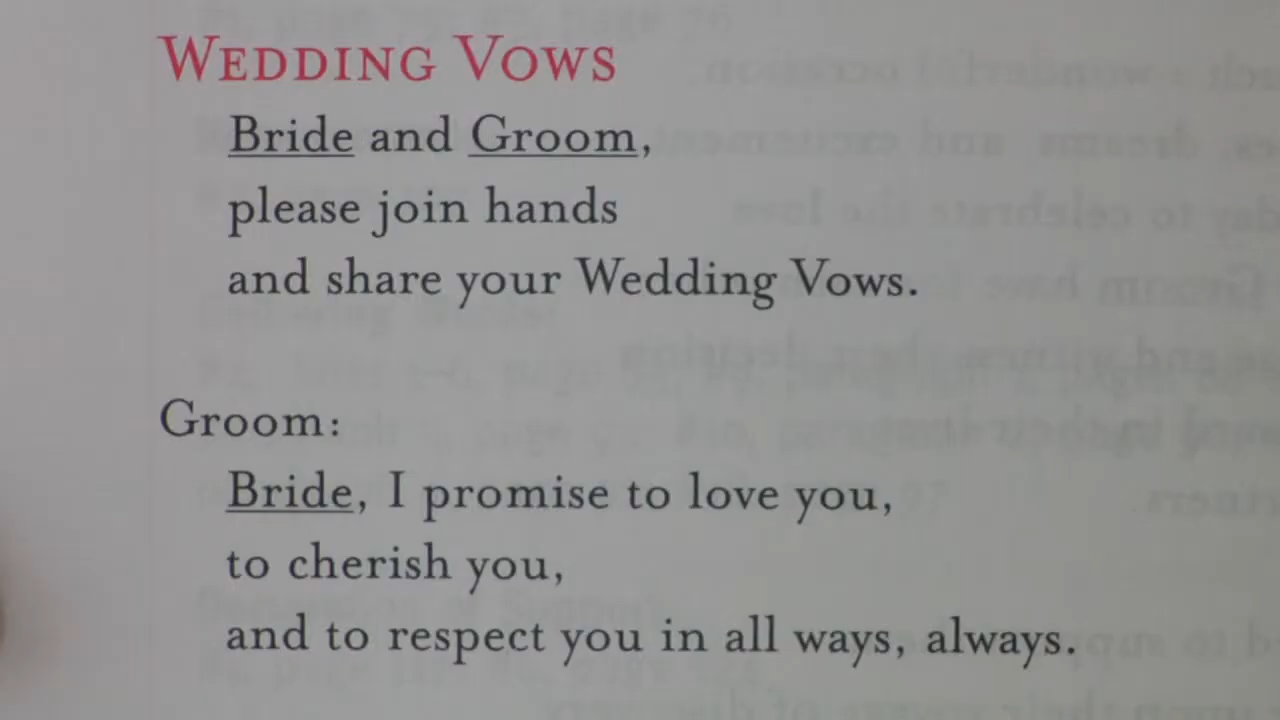 WEDDING VOWS
Bride and Groom,
please join hands
and share your Wedding Vows.
Groom:
Bride, I promise to love you,
to cherish you,
and to respect you in all ways, always.